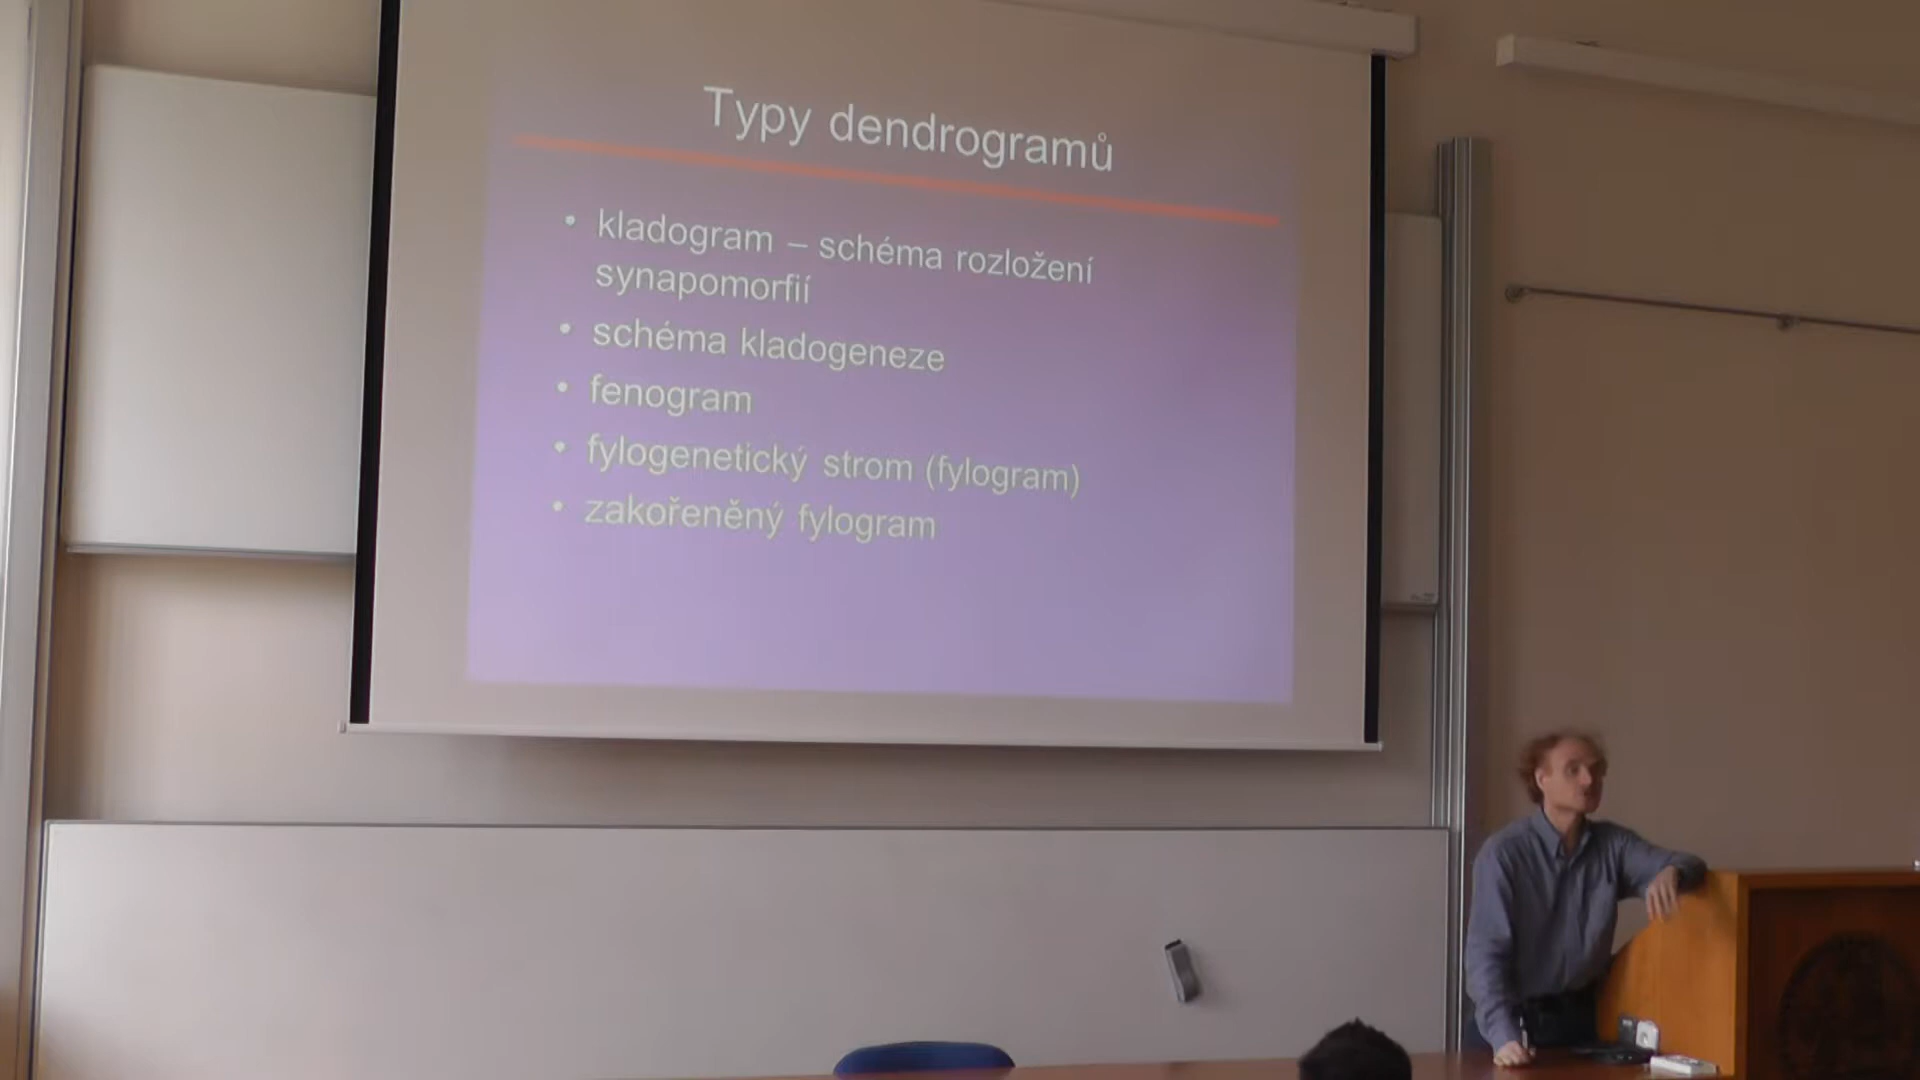 Typy dendrogramů
• kladogram – schéma rozložení
synapomorfií
• schéma kladogeneze
• fenogram
• fylogenetický strom (fylogram)
• zakořeněný fylogram